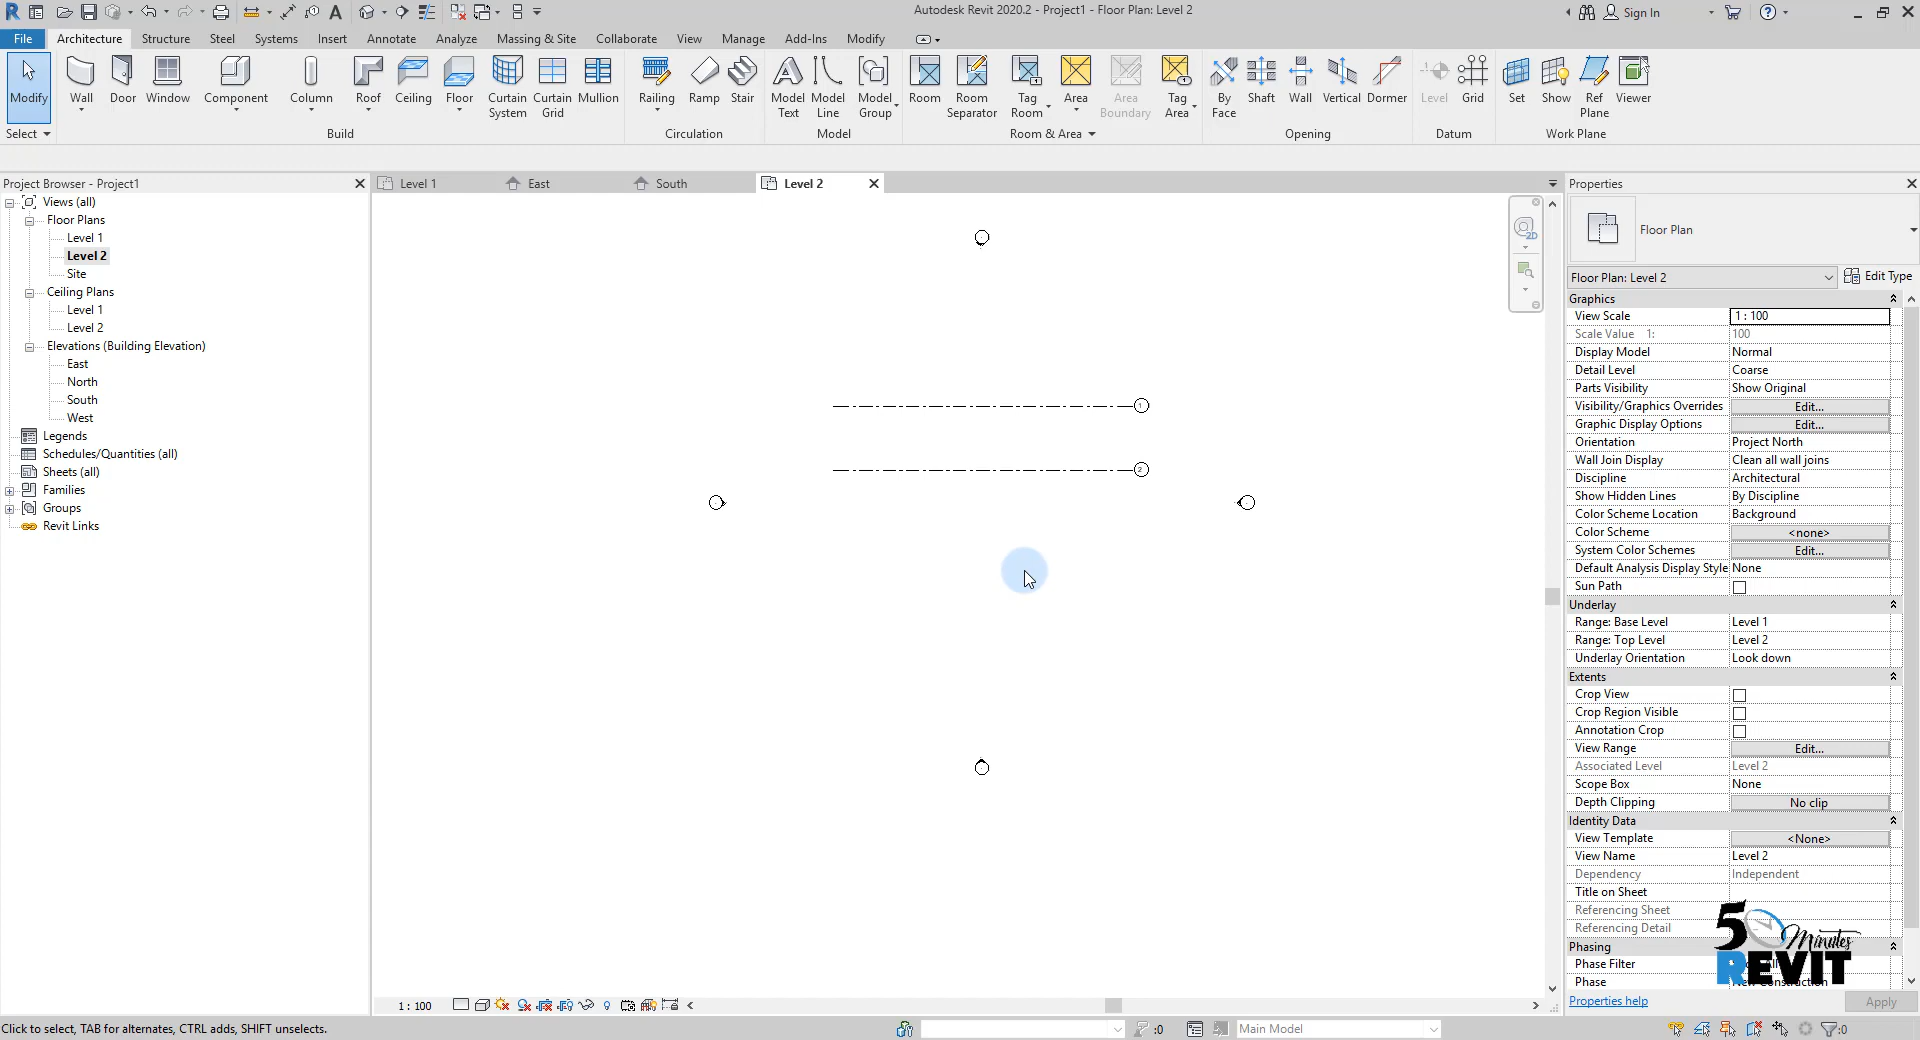 Autodesk Revit 2020.2 - Project1 - Floor Plan: Level 2
Sign In
File Architecture Structure Steel Systems Insert Annotate Analyze Massing & Site Collaborate View Manage Add-Ins Modify
Modify Wall Door Window Component Column Roof Ceiling Floor Curtain System Curtain Grid Mullion Railing Ramp Stair Model Text Model Line Model Group Room Room Separator Tag Room Area Area Boundary Tag Area By Face Shaft Wall Vertical Dormer Level Grid Set Show Ref Plane Viewer
Select Build Circulation Model Room & Area Opening Datum Work Plane
Project Browser - Project1
Views (all)
Floor Plans
Level 1
Level 2
Site
Ceiling Plans
Level 1
Level 2
Elevations (Building Elevation)
East
North
South
West
Legends
Schedules/Quantities (all)
Sheets (all)
Families
Groups
Revit Links
Level 1 East South Level 2
1
2
2D
Properties
Floor Plan
Floor Plan: Level 2 Edit Type
Graphics
View Scale 1 : 100
Scale Value 1: 100
Display Model Normal
Detail Level Coarse
Parts Visibility Show Original
Visibility/Graphics Overrides Edit...
Graphic Display Options Edit...
Orientation Project North
Wall Join Display Clean all wall joins
Discipline Architectural
Show Hidden Lines By Discipline
Color Scheme Location Background
Color Scheme <none>
System Color Schemes Edit...
Default Analysis Display Style None
Sun Path
Underlay
Range: Base Level Level 1
Range: Top Level Level 2
Underlay Orientation Look down
Extents
Crop View
Crop Region Visible
Annotation Crop
View Range Edit...
Associated Level Level 2
Scope Box None
Depth Clipping No clip
Identity Data
View Template <None>
View Name Level 2
Dependency Independent
Title on Sheet
Referencing Sheet
Referencing Detail
Phasing
Phase Filter
Phase New Construction
5 Minutes
REVIT
Properties help Apply
1 : 100
Click to select, TAB for alternates, CTRL adds, SHIFT unselects.
:0
Main Model
:0